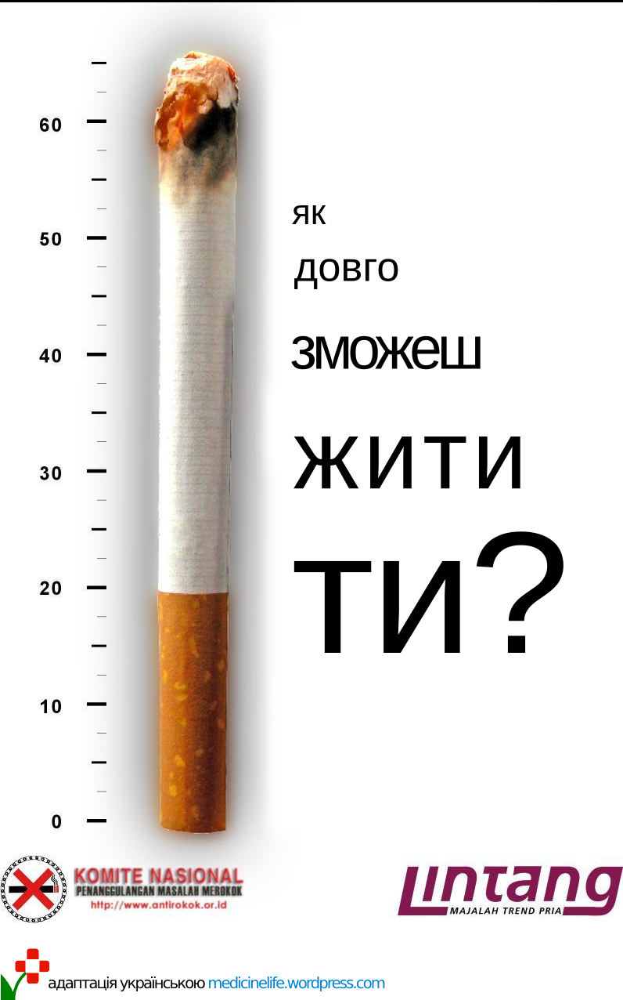 60
50
40
30
20
10
0
як
довго
зможеш
жити
ти?
KOMITE NASIONAL
PENANGGULANGAN MASALAH MEROKOK
http://www.antirokok.or.id
Lintang
MAJALAH TREND PRIA
адаптація українською medicinelife.wordpress.com